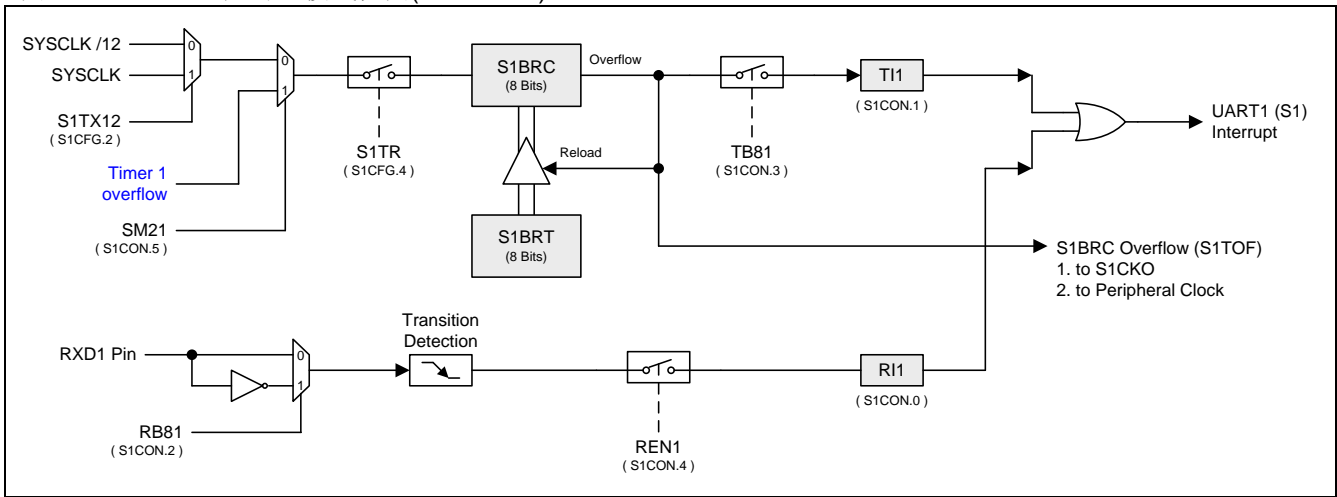 SYSCLK /12
SYSCLK
S1TX12
( S1CFG.2 )
Timer 1
overflow
SM21
( S1CON.5 )
0
1
0
1
S1TR
( S1CFG.4 )
S1BRC
(8 Bits)
Overflow
Reload
S1BRT
(8 Bits)
TB81
( S1CON.3 )
TI1
( S1CON.1 )
UART1 (S1)
Interrupt
S1BRC Overflow (S1TOF)
1. to S1CKO
2. to Peripheral Clock
RXD1 Pin
0
1
RB81
( S1CON.2 )
Transition
Detection
REN1
( S1CON.4 )
RI1
( S1CON.0 )